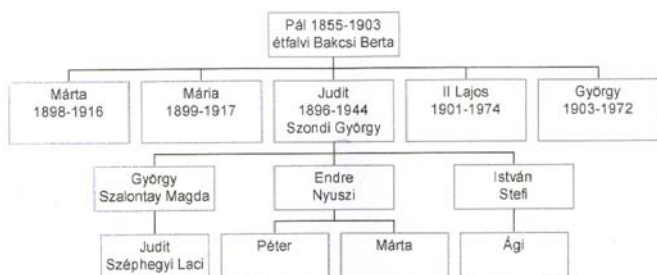 Pál 1855-1903
étfalvi Bakcsi Berta
Márta
1898-1916
Mária
1899-1917
Judit
1896-1944
Szondi György
II Lajos
1901-1974
György
1903-1972
György
Szalontay Magda
Endre
Nyuszi
István
Stefi
Judit
Széphegyi Laci
Péter
Márta
Ági